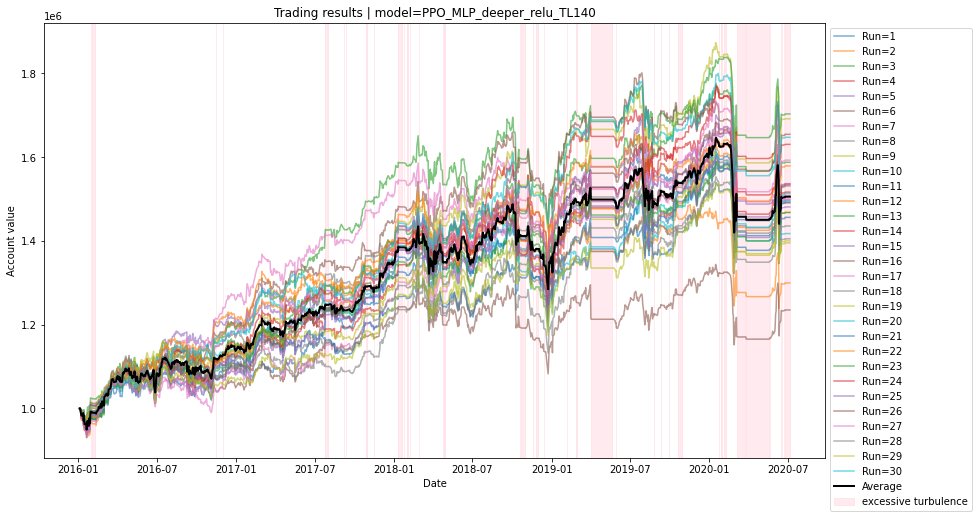 Trading results | model=PPO_MLP_deeper_relu_TL140
1e6
1.8
1.6
1.4
1.2
1.0
Account value
2016-01
2016-07
2017-01
2017-07
2018-01
2018-07
2019-01
2019-07
2020-01
2020-07
Date
Run=1
Run=2
Run=3
Run=4
Run=5
Run=6
Run=7
Run=8
Run=9
Run=10
Run=11
Run=12
Run=13
Run=14
Run=15
Run=16
Run=17
Run=18
Run=19
Run=20
Run=21
Run=22
Run=23
Run=24
Run=25
Run=26
Run=27
Run=28
Run=29
Run=30
Average
excessive turbulence